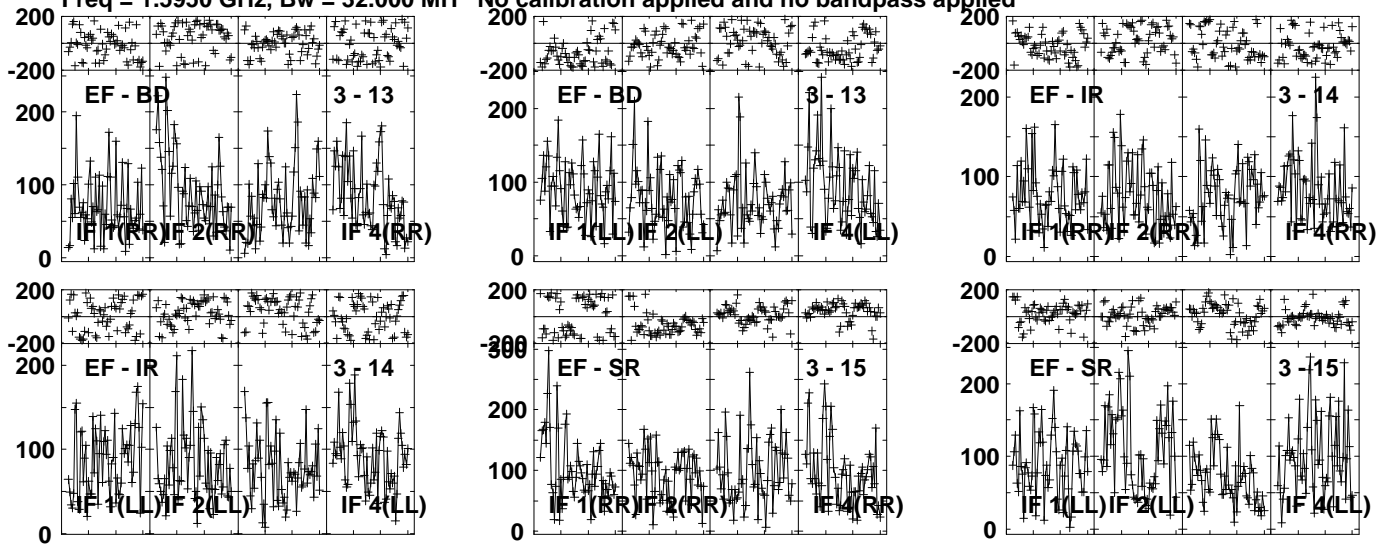 Freq = 1.5950 GHz, Bw = 32.000 MH No calibration applied and no bandpass applied
200
-200
200
100
0
EF - BD 3 - 13
IF 1(RR) IF 2(RR) IF 4(RR)
200
-200
200
100
0
EF - BD 3 - 13
IF 1(LL) IF 2(LL) IF 4(LL)
200
-200
200
100
0
EF - IR 3 - 14
IF 1(RR) IF 2(RR) IF 4(RR)
200
-200
200
100
0
EF - IR 3 - 14
IF 1(LL) IF 2(LL) IF 4(LL)
200
-200
300
200
100
0
EF - SR 3 - 15
IF 1(RR) IF 2(RR) IF 4(RR)
200
-200
200
100
0
EF - SR 3 - 15
IF 1(LL) IF 2(LL) IF 4(LL)